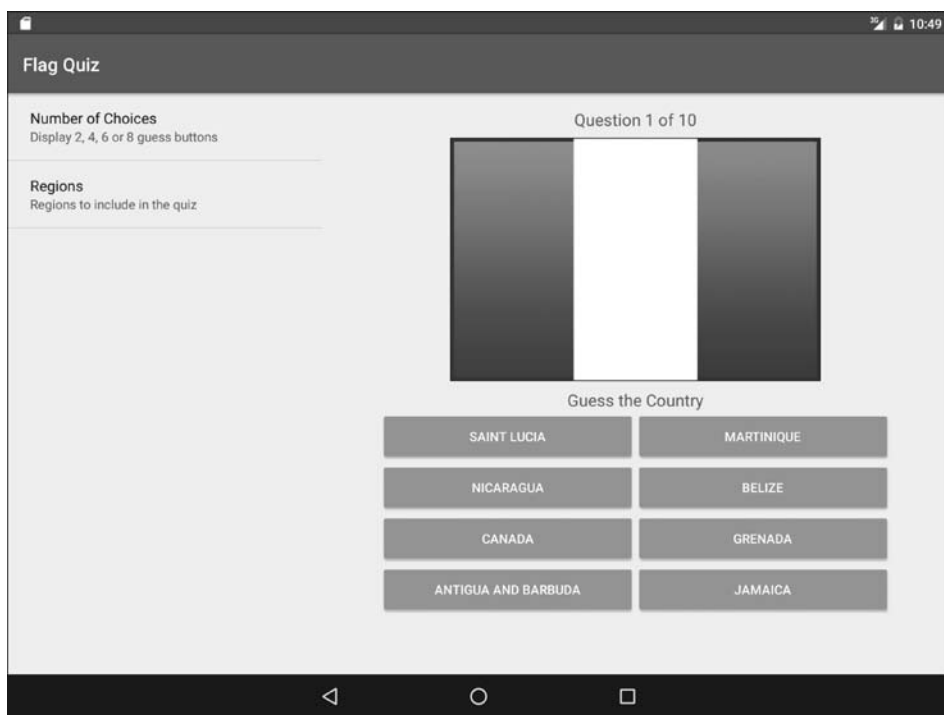 3G 10:49
Flag Quiz
Number of Choices
Display 2, 4, 6 or 8 guess buttons
Regions
Regions to include in the quiz
Question 1 of 10
Guess the Country
SAINT LUCIA
MARTINIQUE
NICARAGUA
BELIZE
CANADA
GRENADA
ANTIGUA AND BARBUDA
JAMAICA